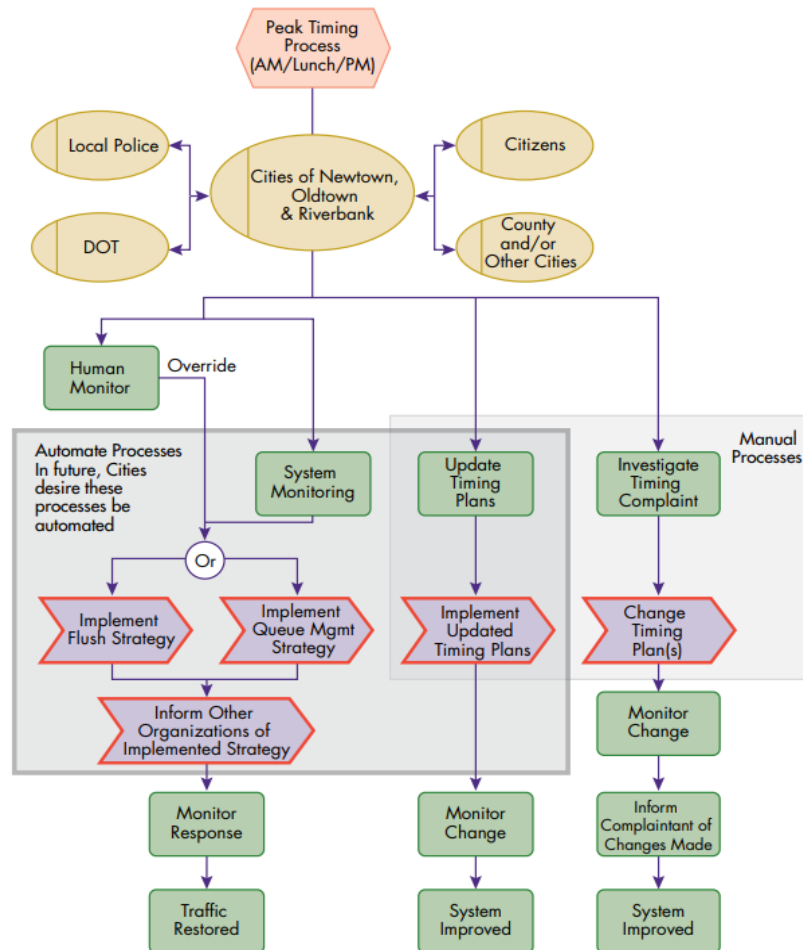 Peak Timing
Process
(AM/Lunch/PM)
Local Police
Cities of Newtown,
Oldtown
& Riverbank
Citizens
DOT
County
and/or
Other Cities
Human
Monitor
Override
Automate Processes
In future, Cities
desire these
processes be
automated
System
Monitoring
Update
Timing
Plans
Investigate
Timing
Complaint
Manual
Processes
Or
Implement
Flush Strategy
Implement
Queue Mgmt
Strategy
Implement
Updated
Timing Plans
Change
Timing
Plan(s)
Inform Other
Organizations of
Implemented Strategy
Monitor
Change
Monitor
Response
Monitor
Change
Inform
Complaintant of
Changes Made
Traffic
Restored
System
Improved
System
Improved